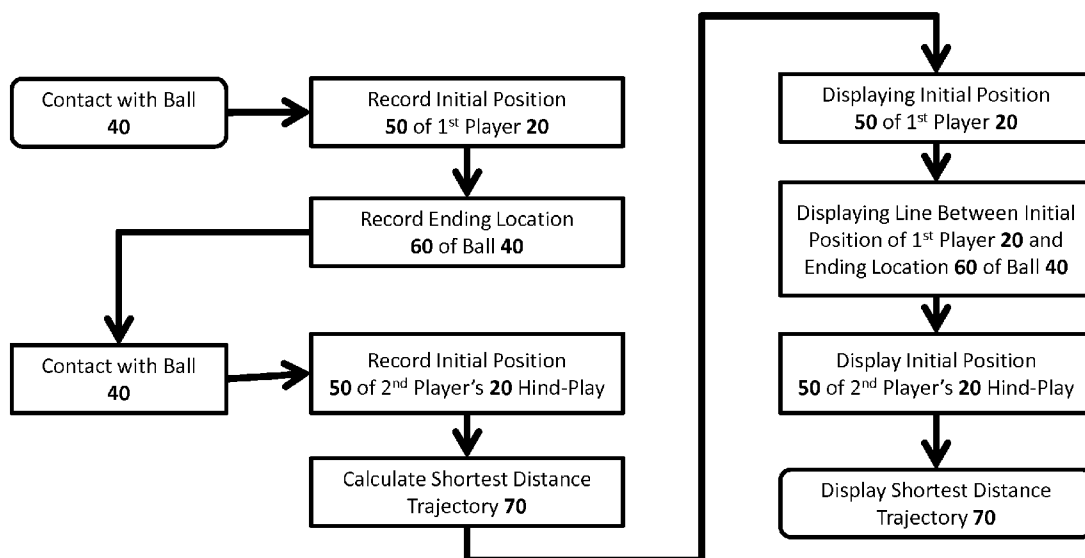 Contact with Ball
40
Record Initial Position
50 of 1st Player 20
Record Ending Location
60 of Ball 40
Contact with Ball
40
Record Initial Position
50 of 2nd Player's 20 Hind-Play
Calculate Shortest Distance
Trajectory 70
Displaying Initial Position
50 of 1st Player 20
Displaying Line Between Initial
Position of 1st Player 20 and
Ending Location 60 of Ball 40
Display Initial Position
50 of 2nd Player's 20 Hind-Play
Display Shortest Distance
Trajectory 70